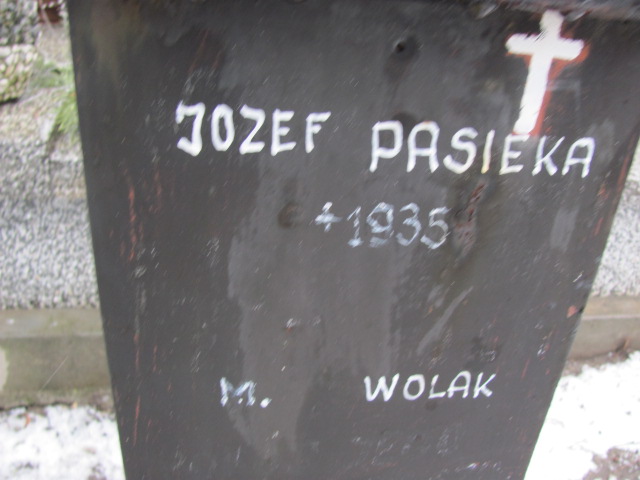 JOZEF PASIEKA
+1935
M. WOLAK